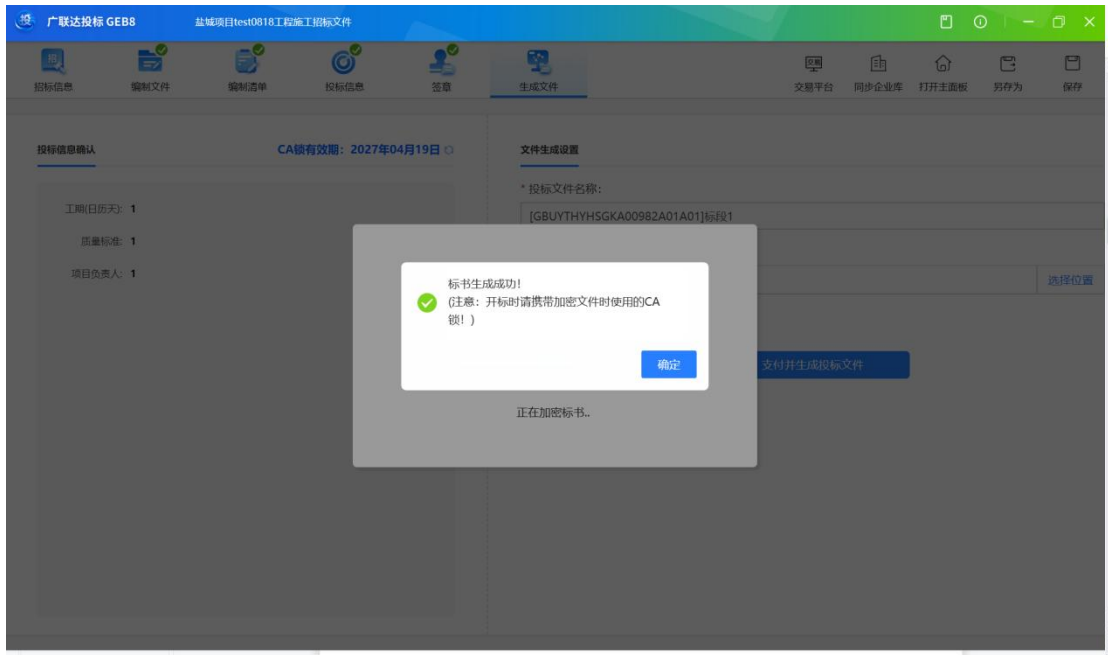 广联达投标 GEB8
盐城项目test0818工程施工招标文件
招标信息
编制文件
编制清单
投标信息
签章
生成文件
交易平台
同步企业库
打开主面板
另存为
保存
投标信息确认
CA锁有效期：2027年04月19日
工期(日历天): 1
质量标准: 1
项目负责人: 1
文件生成设置
* 投标文件名称:
[GBUYTHYHSGKA00982A01A01]标段1
选择位置
标书生成成功!
(注意：开标时请携带加密文件时使用的CA
锁！)
确定
支付并生成投标文件
正在加密标书..